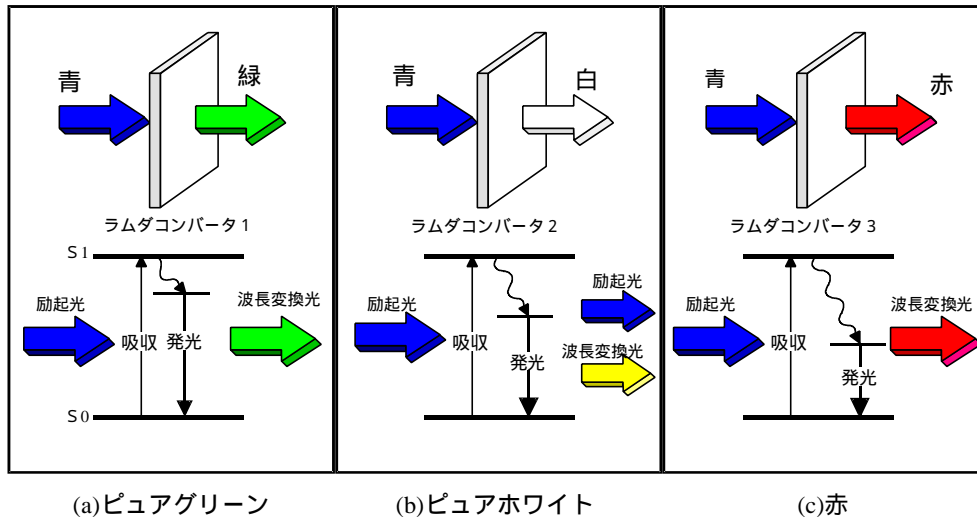 青
緑
ラムダコンバータ1
S1
励起光
吸収
発光
波長変換光
S0
(a)ピュアグリーン
青
白
ラムダコンバータ2
励起光
吸収
発光
励起光
波長変換光
(b)ピュアホワイト
青
赤
ラムダコンバータ3
励起光
吸収
発光
波長変換光
(c)赤